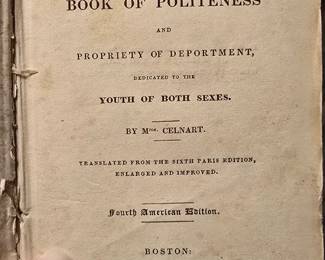 BOOK OF POLITENESS
AND
PROPRIETY OF DEPORTMENT,
DEDICATED TO THE
YOUTH OF BOTH SEXES.
BY Mme. CELNART.
TRANSLATED FROM THE SIXTH PARIS EDITION,
ENLARGED AND IMPROVED.
Fourth American Edition.
BOSTON: